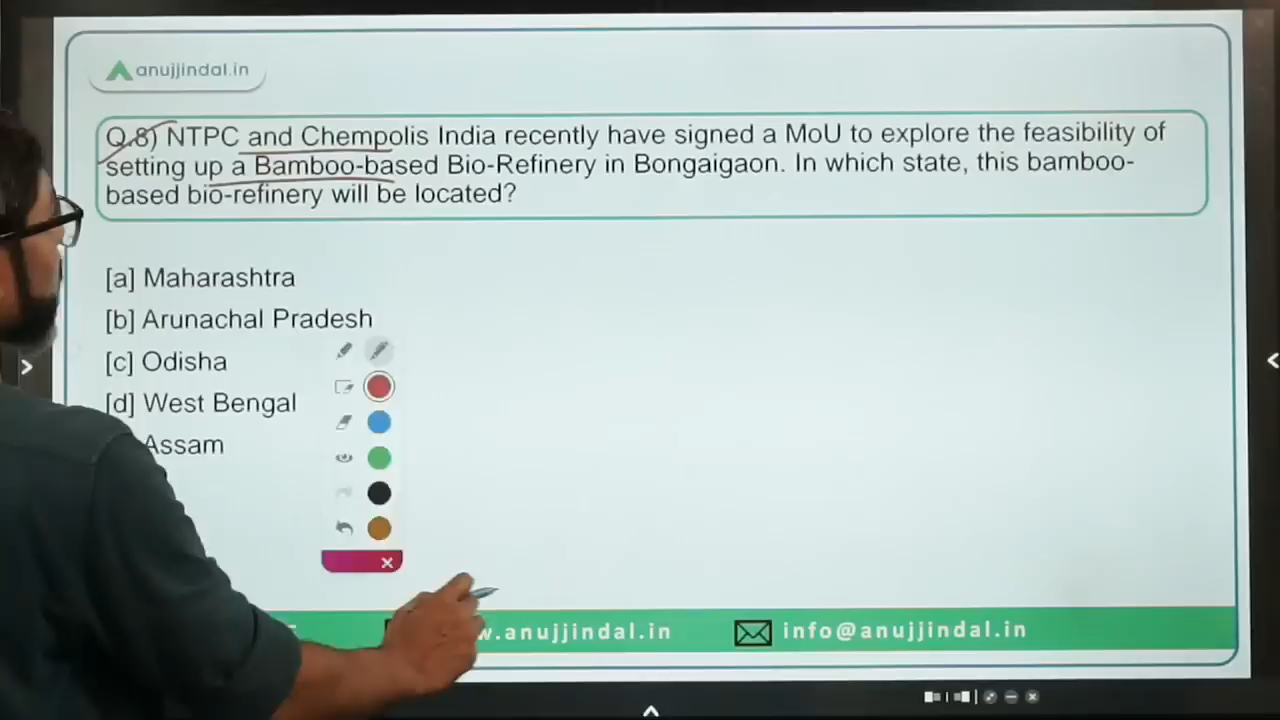 anujjindal.in
Q.8) NTPC and Chempolis India recently have signed a MoU to explore the feasibility of
setting up a Bamboo-based Bio-Refinery in Bongaigaon. In which state, this bamboo-
based bio-refinery will be located?
[a] Maharashtra
[b] Arunachal Pradesh
[c] Odisha
[d] West Bengal
Assam
w.anujjindal.in
info@anujjindal.in